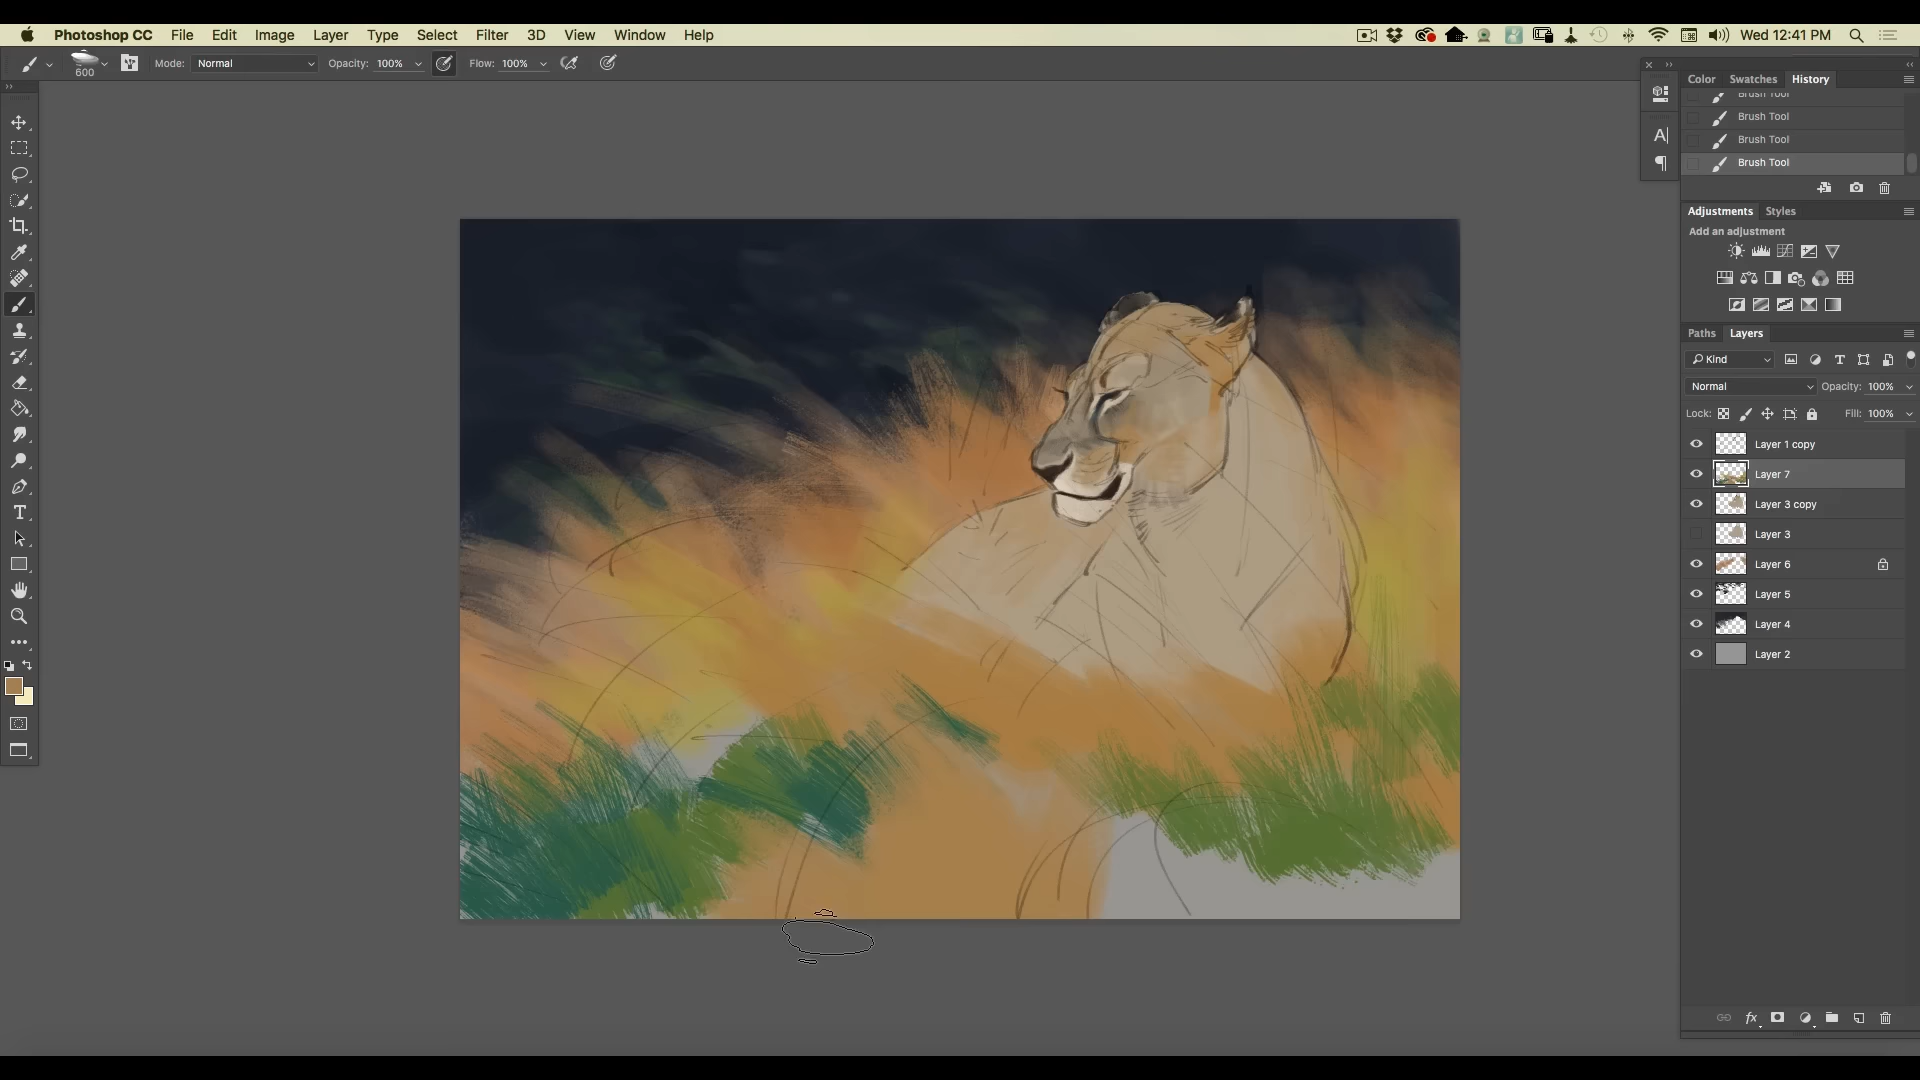 Photoshop CC File Edit Image Layer Type Select Filter 3D View Window Help Wed 12:41 PM
600 Mode: Normal Opacity: 100% Flow: 100%
Color Swatches History
Brush Tool
Brush Tool
Brush Tool
Brush Tool
Adjustments Styles
Add an adjustment
Paths Layers
Kind
Normal Opacity: 100%
Lock: Fill: 100%
Layer 1 copy
Layer 7
Layer 3 copy
Layer 3
Layer 6
Layer 5
Layer 4
Layer 2
fx